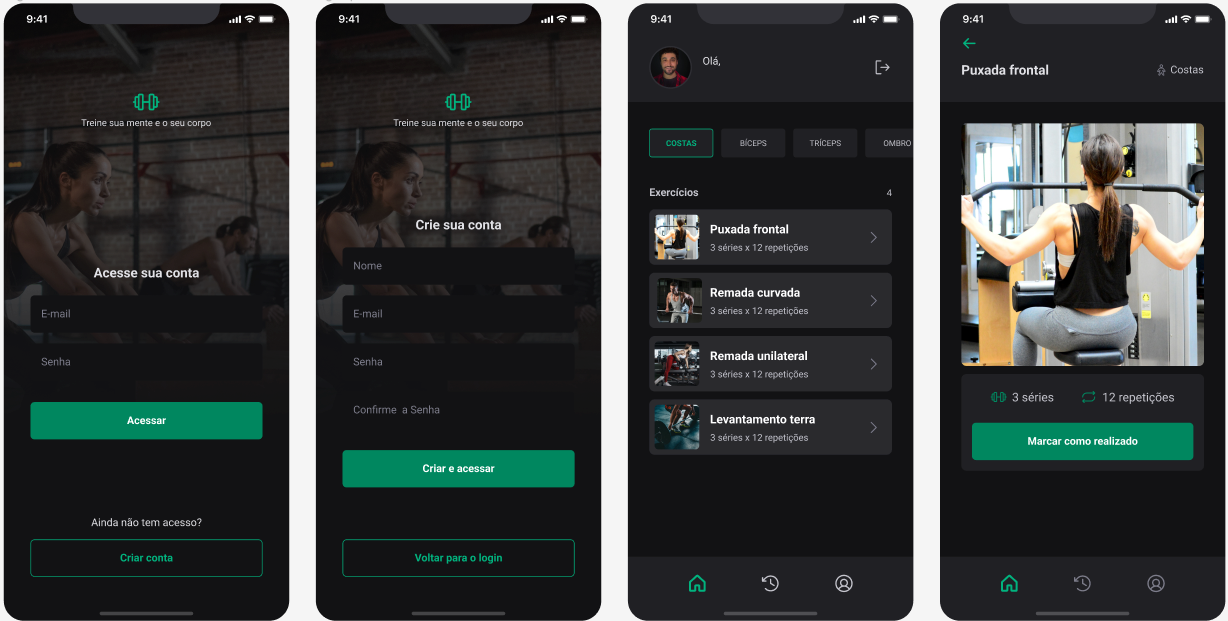 9:41
Treine sua mente e o seu corpo
Acesse sua conta
E-mail
Senha
Acessar
Ainda não tem acesso?
Criar conta
9:41
Treine sua mente e o seu corpo
Crie sua conta
Nome
E-mail
Senha
Confirme a Senha
Criar e acessar
Voltar para o login
9:41
Olá,
COSTAS BÍCEPS TRÍCEPS OMBRO
Exercícios 4
Puxada frontal
3 séries x 12 repetições
Remada curvada
3 séries x 12 repetições
Remada unilateral
3 séries x 12 repetições
Levantamento terra
3 séries x 12 repetições
9:41
Puxada frontal Costas
3 séries 12 repetições
Marcar como realizado